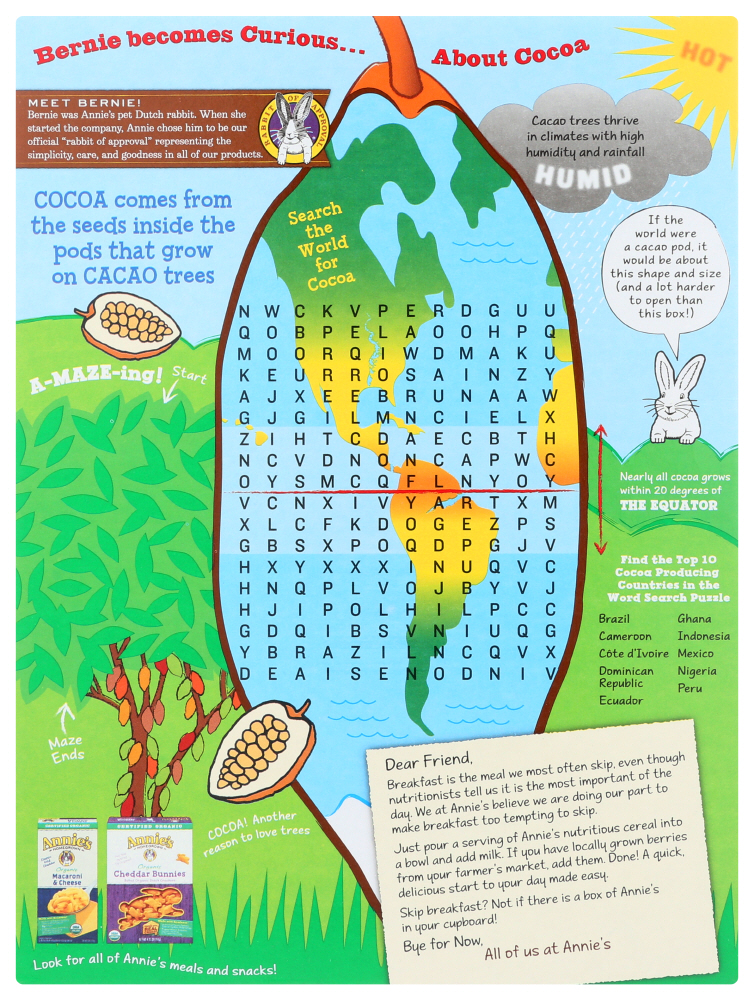 Bernie becomes Curious... About Cocoa
HOT
MEET BERNIE!
Bernie was Annie's pet Dutch rabbit. When she
started the company, Annie chose him to be our
official "rabbit of approval" representing the
simplicity, care, and goodness in all of our products.
RABBIT OF APPROVAL
Cacao trees thrive
in climates with high
humidity and rainfall
HUMID
COCOA comes from
the seeds inside the
pods that grow
on CACAO trees
Search
the
World
for
Cocoa
If the
world were
a cacao pod, it
would be about
this shape and size
(and a lot harder
to open than
this box!)
A-MAZE-ing! Start
N W C K V P E R D G U U
Q O B P E L A O O H P Q
M O O R Q I W D M A K U
K E U R R O S A I N Z Y
A J X E E B R U N A A W
G J G I L M N C I E L X
Z I H T C D A E C B T H
N C V D N O N C A P W C
O Y S M C Q F L N Y O Y
V C N X I V Y A R T X M
X L C F K D O G E Z P S
G B S X P O Q D P G J V
H X Y X X X I N U Q V C
H N Q P L V O J B Y V J
H J I P O L H I L P C C
G D Q I B S V N I U Q G
Y B R A Z I L N C Q V X
D E A I S E N O D N I V
Nearly all cocoa grows
within 20 degrees of
THE EQUATOR
Find the Top 10
Cocoa Producing
Countries in the
Word Search Puzzle
Brazil
Cameron
Côte d'Ivoire
Dominican
Republic
Ecuador
Ghana
Indonesia
Mexico
Nigeria
Peru
Maze
Ends
COCOA! Another
reason to love trees
Dear Friend,
Breakfast is the meal we most often skip, even though
nutritionists tell us it is the most important of the
day. We at Annie's believe we are doing our part to
make breakfast too tempting to skip.
Just pour a serving of Annie's nutritious cereal into
a bowl and add milk. If you have locally grown berries
from your farmer's market, add them. Done! A quick,
delicious start to your day made easy.
Skip breakfast? Not if there is a box of Annie's
in your cupboard!
Bye for Now,
All of us at Annie's
CERTIFIED ORGANIC
Annie's
HOMEGROWN
Organic
Macaroni
& Cheese
CERTIFIED ORGANIC
Annie's
Organic
Cheddar Bunnies
Look for all of Annie's meals and snacks!